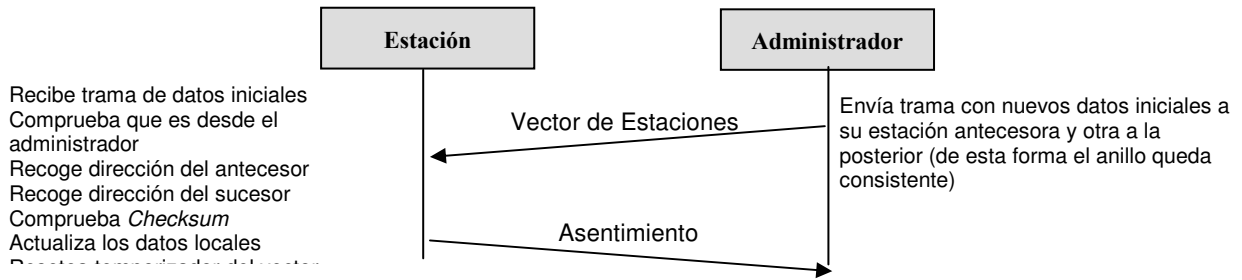 Estación
Administrador
Recibe trama de datos iniciales
Comprueba que es desde el
administrador
Recoge dirección del antecesor
Recoge dirección del sucesor
Comprueba Checksum
Actualiza los datos locales
Vector de Estaciones
Envía trama con nuevos datos iniciales a
su estación antecesora y otra a la
posterior (de esta forma el anillo queda
consistente)
Asentimiento